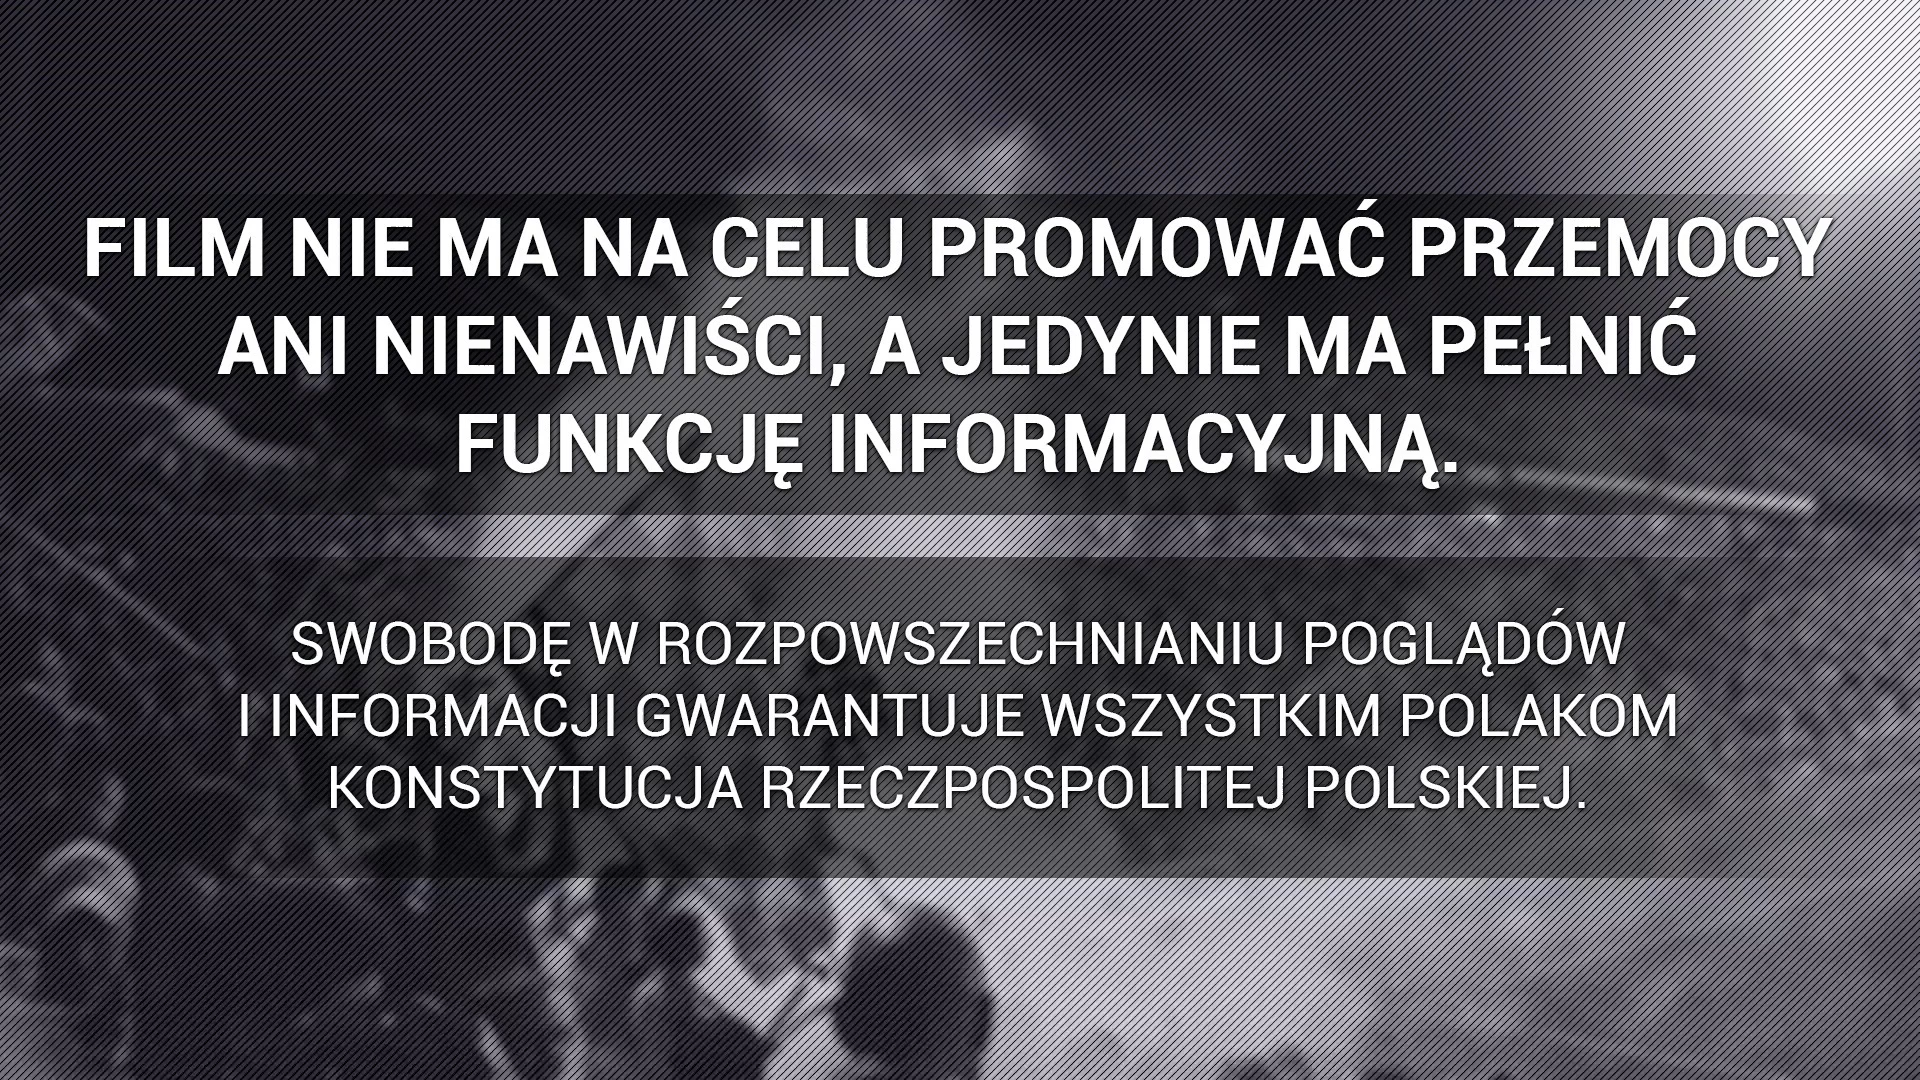 FILM NIE MA NA CELU PROMOWAĆ PRZEMOCY
ANI NIENAWIŚCI, A JEDYNIE MA PEŁNIĆ
FUNKCJĘ INFORMACYJNĄ.
SWOBODĘ W ROZPOWSZECHNIANIU POGLĄDÓW
I INFORMACJI GWARANTUJE WSZYSTKIM POLAKOM
KONSTYTUCJA RZECZPOSPOLITEJ POLSKIEJ.